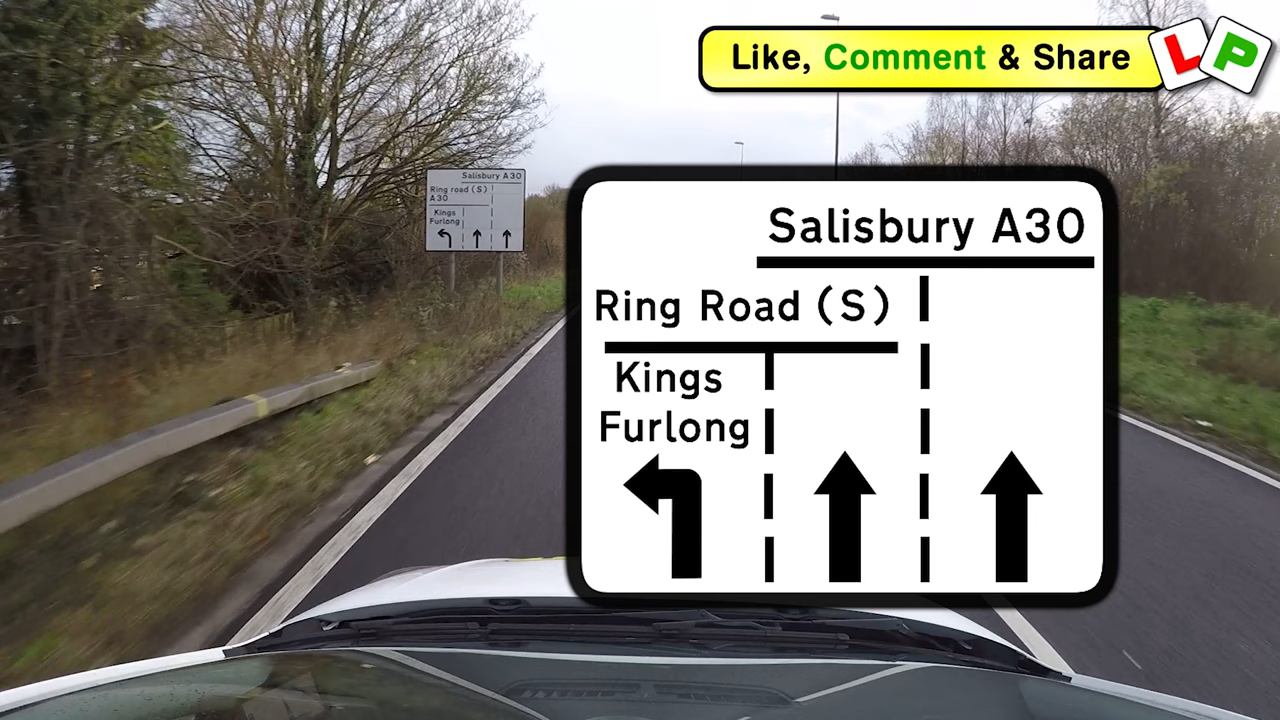 Like, Comment & Share
L P
Salisbury A30
Ring road (S)
A30
Kings
Furlong
Salisbury A30
Ring Road (S)
Kings
Furlong